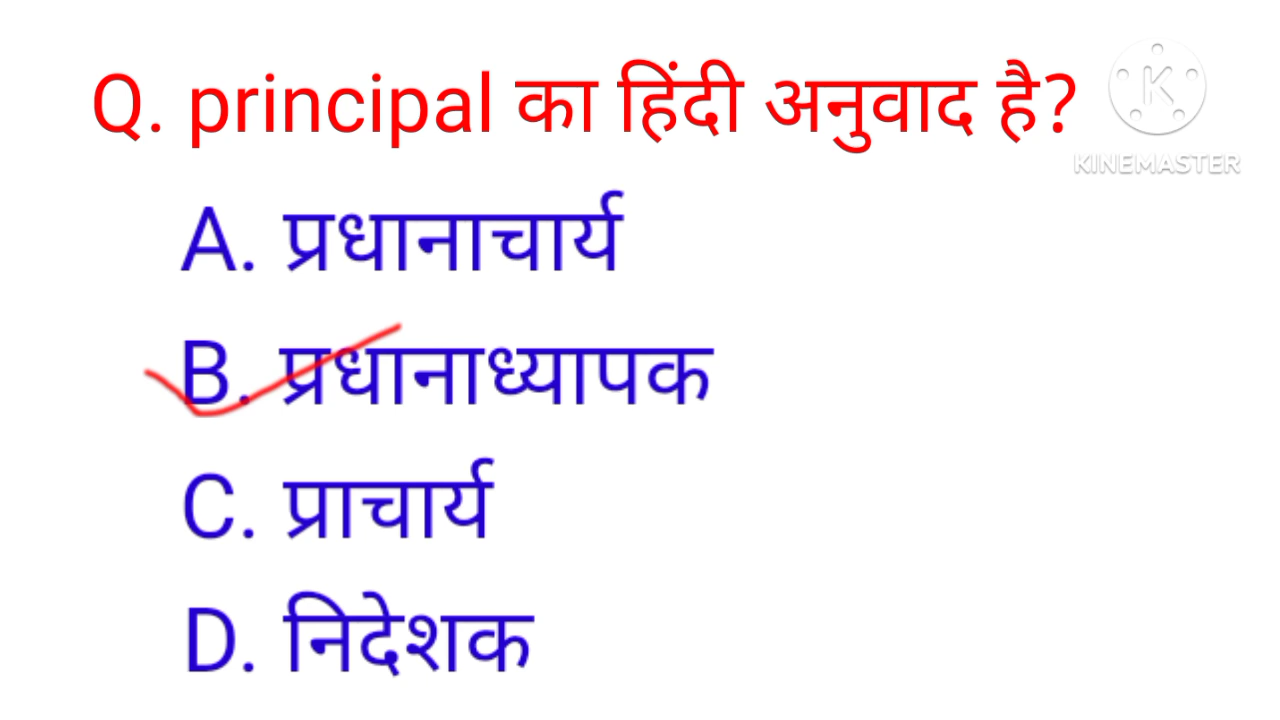 Q. principal का हिंदी अनुवाद है?
KINEMASTER
A. प्रधानाचार्य
B. प्रधानाध्यापक
C. प्राचार्य
D. निदेशक